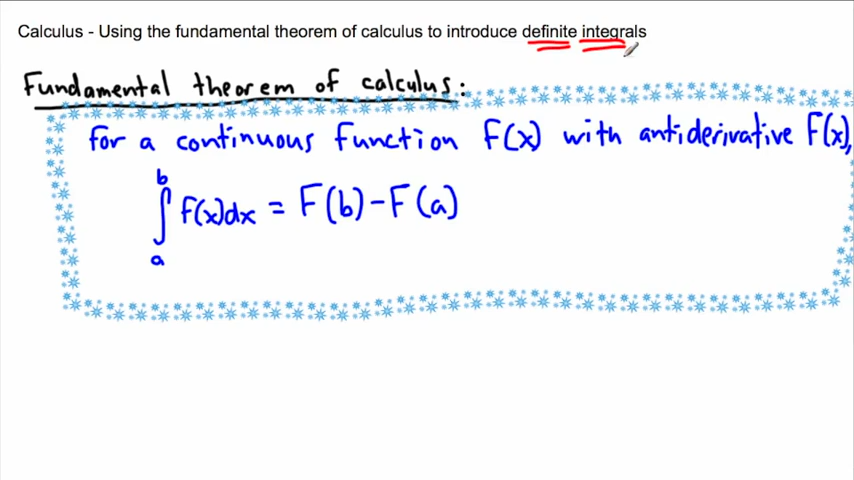 Calculus - Using the fundamental theorem of calculus to introduce definite integrals
Fundamental theorem of calculus:
For a continuous function f(x) with antiderivative F(x),
∫ₐᵇ f(x)dx = F(b) - F(a)